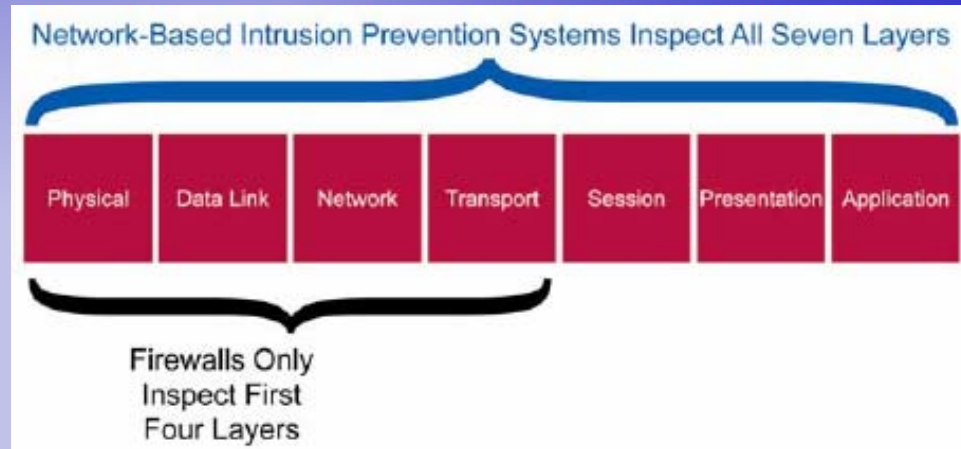 Network-Based Intrusion Prevention Systems Inspect All Seven Layers
Physical
Data Link
Network
Transport
Session
Presentation
Application
Firewalls Only
Inspect First
Four Layers